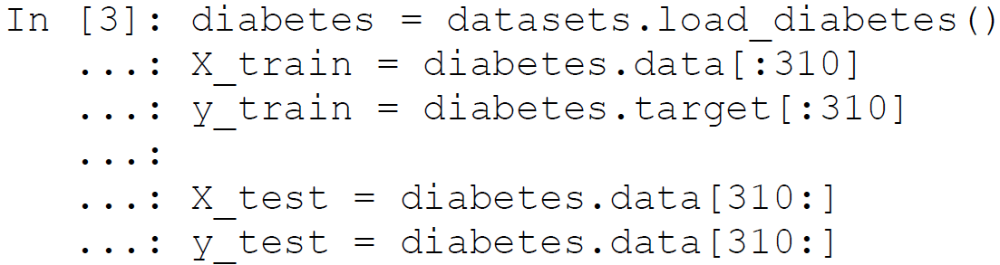 In [3]: diabetes = datasets.load_diabetes()
...: X_train = diabetes.data[:310]
...: y_train = diabetes.target[:310]
...:
...: X_test = diabetes.data[310:]
...: y_test = diabetes.data[310:]